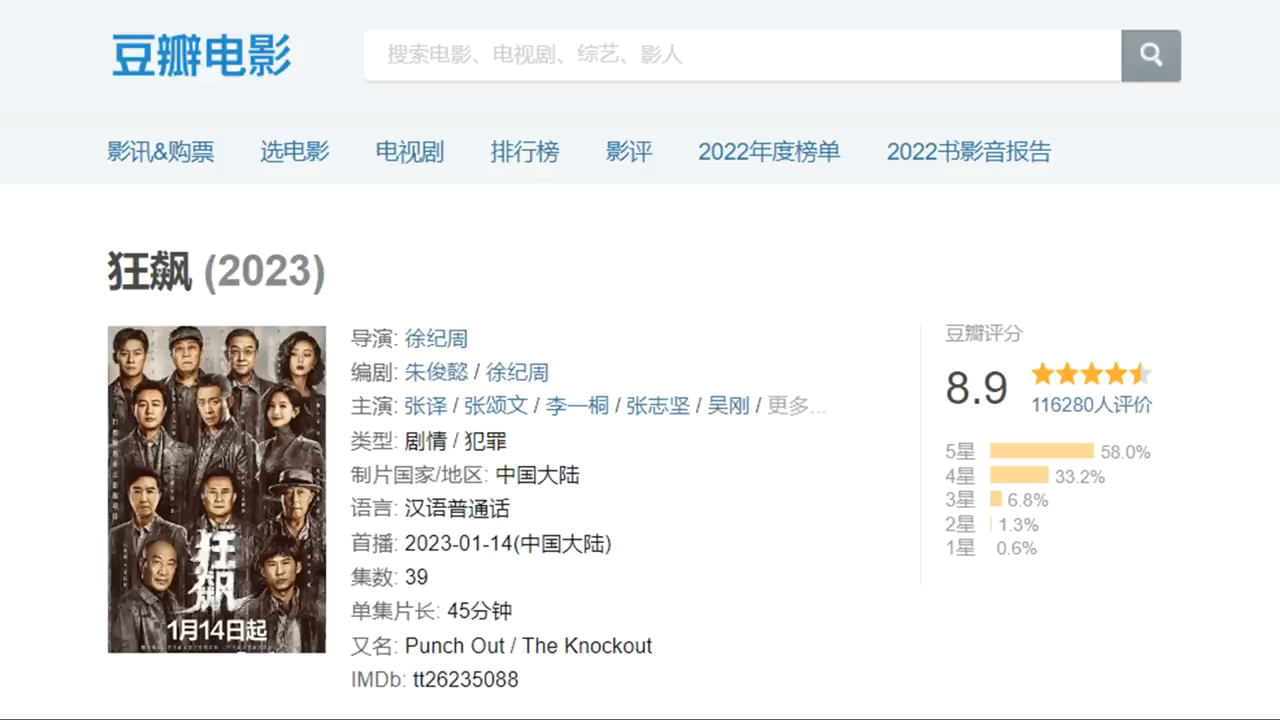 豆瓣电影
搜索电影、电视剧、综艺、影人
影讯&购票 选电影 电视剧 排行榜 影评 2022年度榜单 2022书影音报告
狂飙 (2023)
狂飙
1月14日起
导演: 徐纪周
编剧: 朱俊懿 / 徐纪周
主演: 张译 / 张颂文 / 李一桐 / 张志坚 / 吴刚 / 更多...
类型: 剧情 / 犯罪
制片国家/地区: 中国大陆
语言: 汉语普通话
首播: 2023-01-14(中国大陆)
集数: 39
单集片长: 45分钟
又名: Punch Out / The Knockout
IMDb: tt26235088
豆瓣评分
8.9
116280人评价
5星 58.0%
4星 33.2%
3星 6.8%
2星 1.3%
1星 0.6%